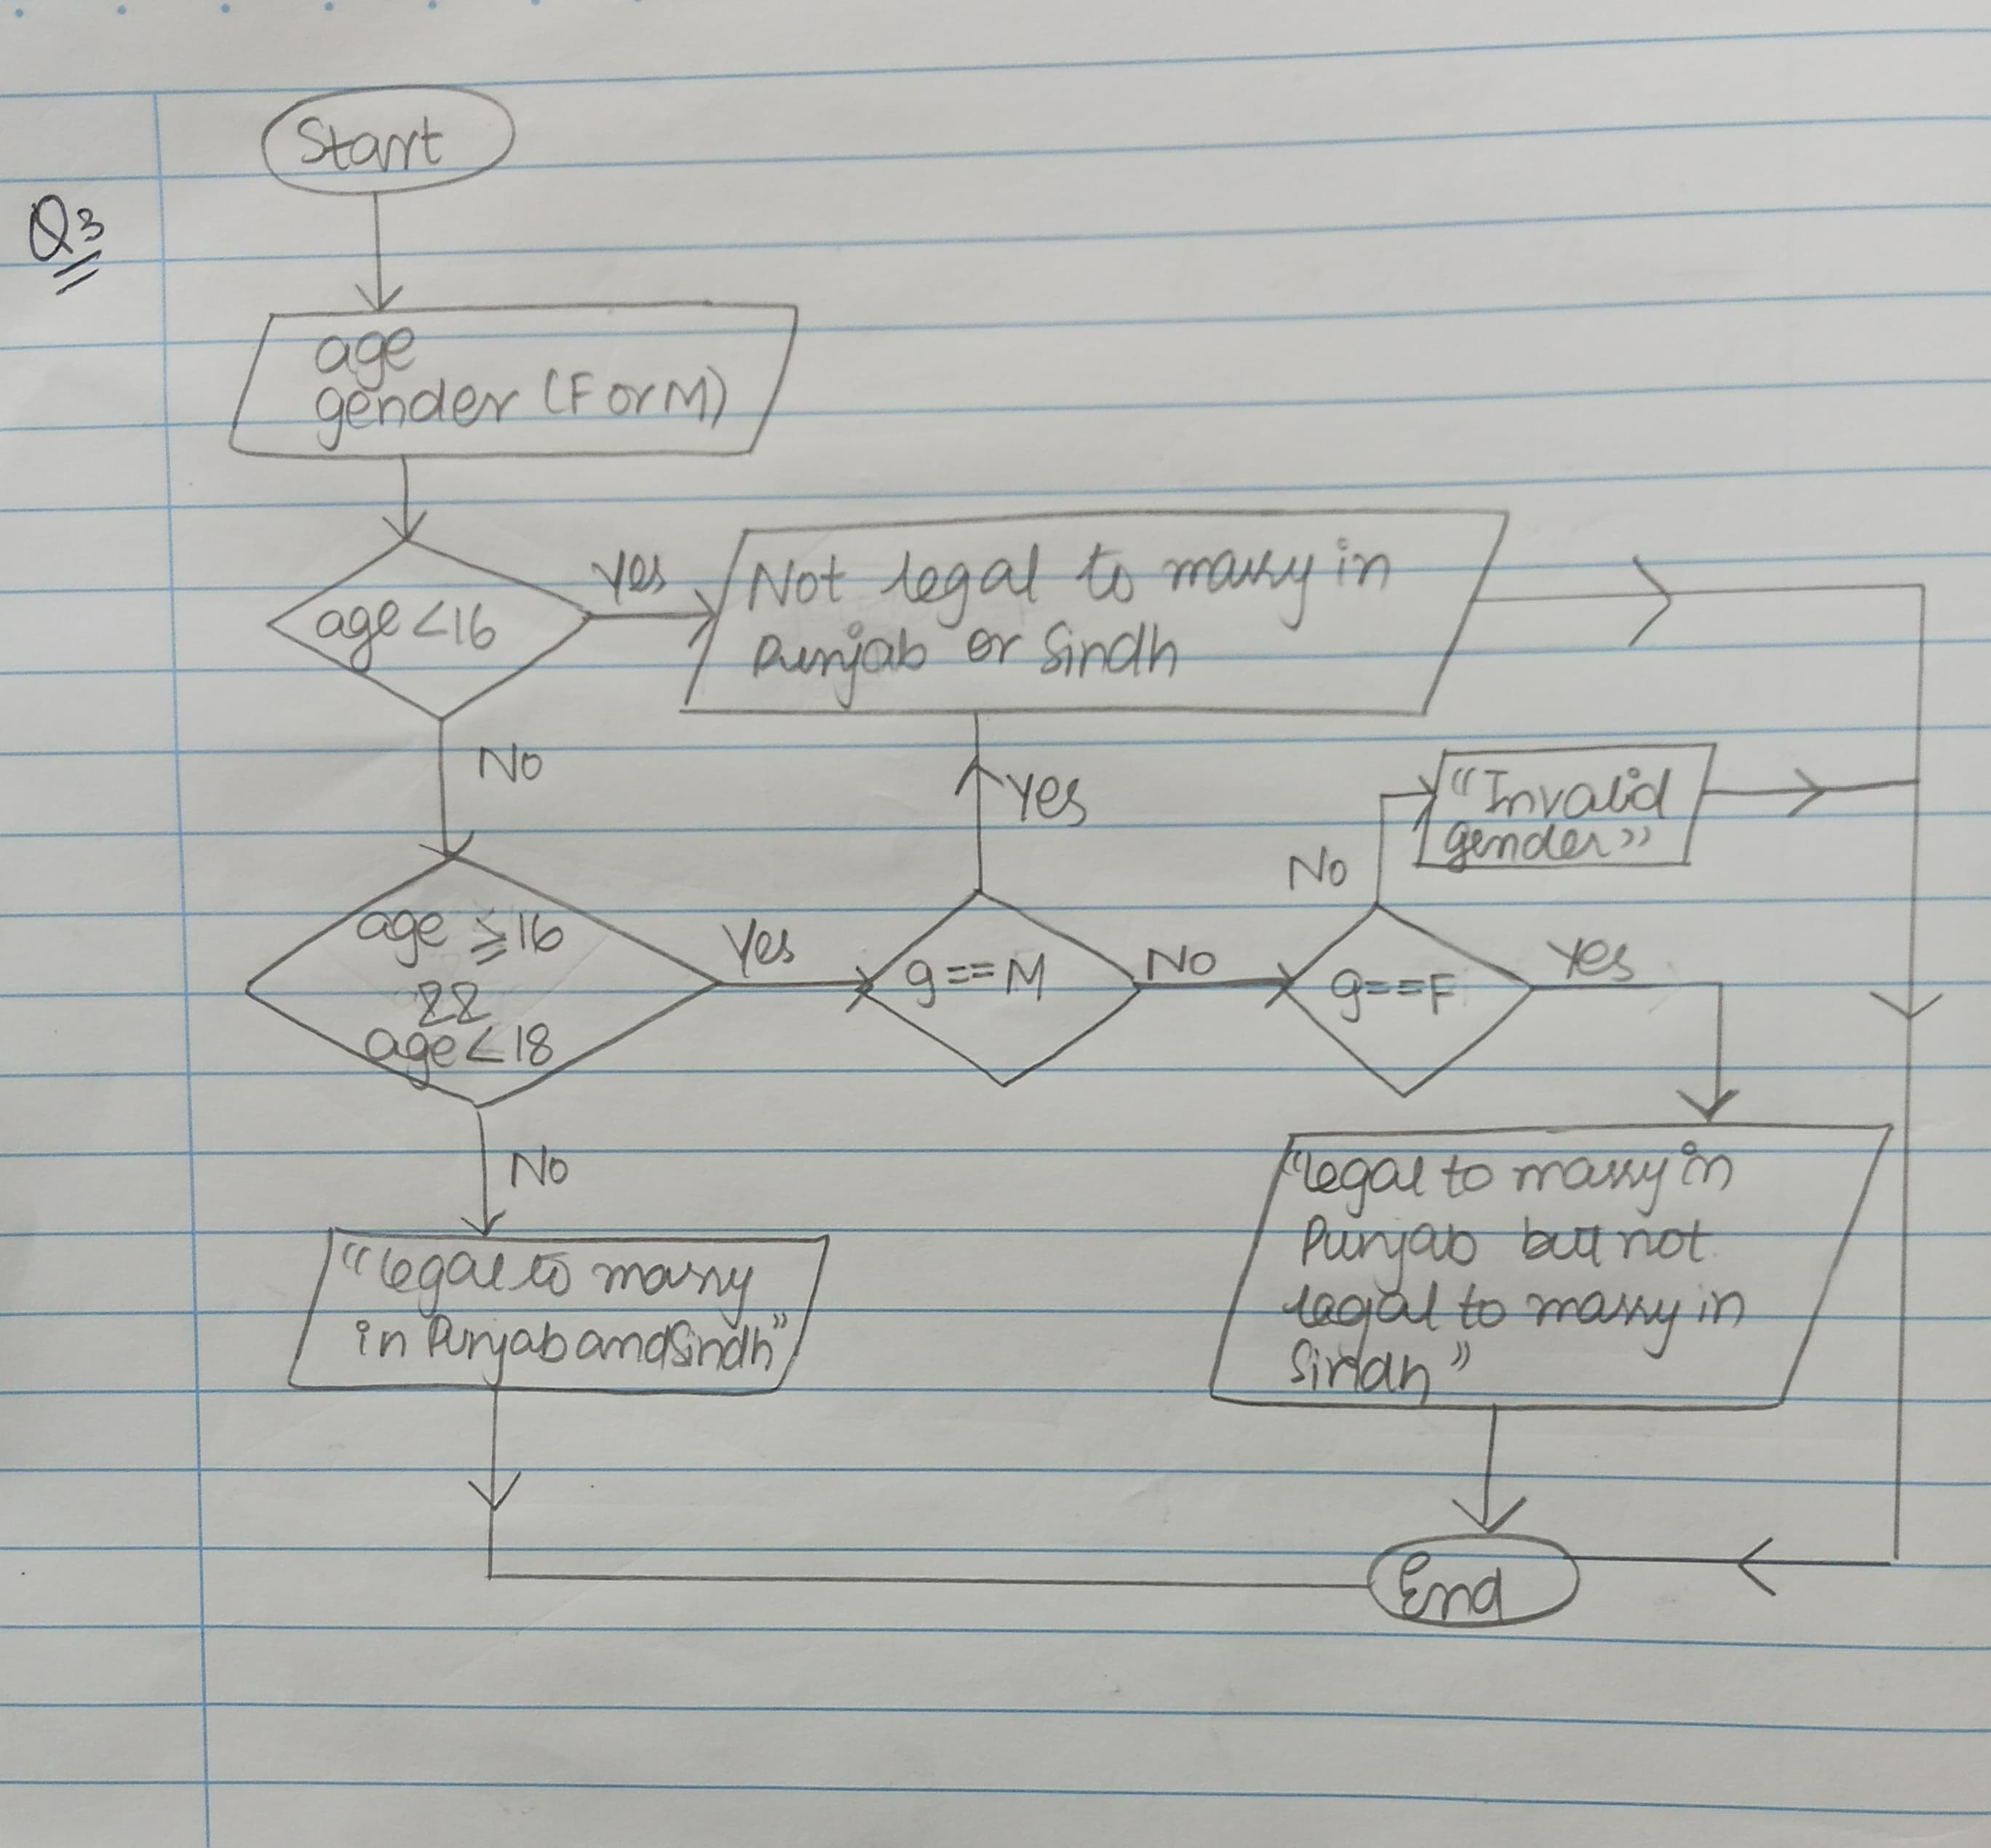 Start
Q3
age
gender (F or M)
age <16
Yes
Not legal to marry in
Punjab or Sindh
No
Yes
"Invalid
gender"
No
age ≥16
&&
age <18
Yes
g==M
No
g==F
Yes
No
"legal to marry
in Punjab and Sindh"
"legal to marry in
Punjab but not
legal to marry in
Sindh"
End